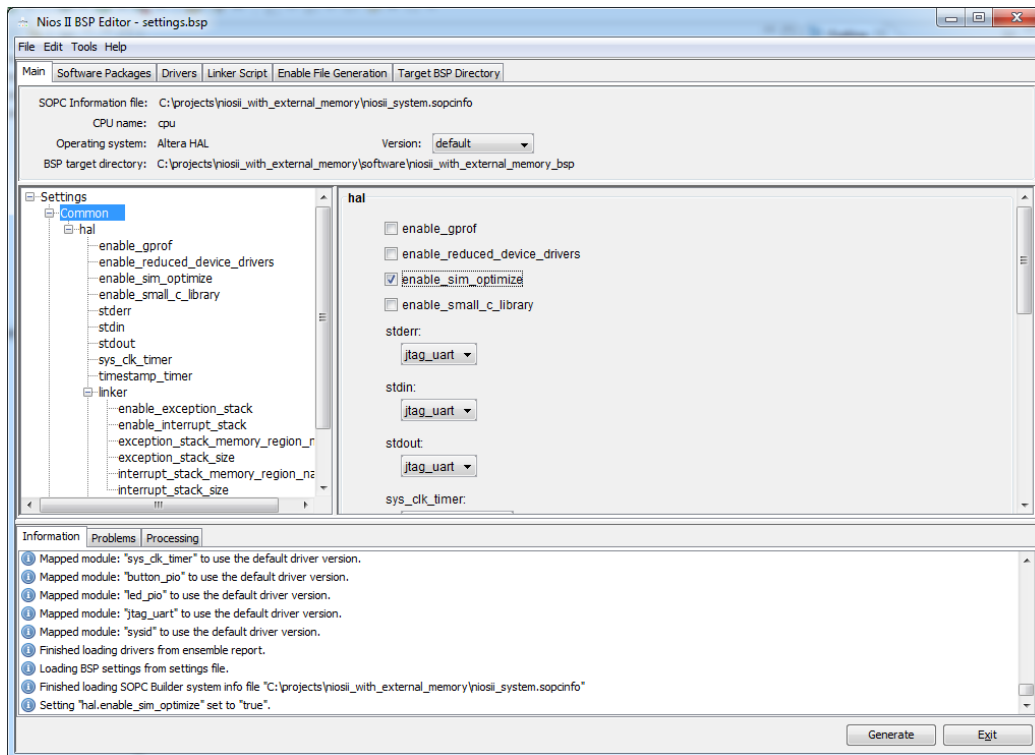 Nios II BSP Editor - settings.bsp
File Edit Tools Help
Main Software Packages Drivers Linker Script Enable File Generation Target BSP Directory
SOPC Information file: C:\projects\niosii_with_external_memory\niosii_system.sopcinfo
CPU name: cpu
Operating system: Altera HAL Version: default
BSP target directory: C:\projects\niosii_with_external_memory\software\niosii_with_external_memory_bsp
Settings
Common
hal
enable_gprof
enable_reduced_device_drivers
enable_sim_optimize
enable_small_c_library
stderr
stdin
stdout
sys_clk_timer
timestamp_timer
linker
enable_exception_stack
enable_interrupt_stack
exception_stack_memory_region_n
exception_stack_size
interrupt_stack_memory_region_na
interrupt_stack_size
hal
enable_gprof
enable_reduced_device_drivers
enable_sim_optimize
enable_small_c_library
stderr:
jtag_uart
stdin:
jtag_uart
stdout:
jtag_uart
sys_clk_timer:
Information Problems Processing
Mapped module: "sys_clk_timer" to use the default driver version.
Mapped module: "button_pio" to use the default driver version.
Mapped module: "led_pio" to use the default driver version.
Mapped module: "jtag_uart" to use the default driver version.
Mapped module: "sysid" to use the default driver version.
Finished loading drivers from ensemble report.
Loading BSP settings from settings file.
Finished loading SOPC Builder system info file "C:\projects\niosii_with_external_memory\niosii_system.sopcinfo"
Setting "hal.enable_sim_optimize" set to "true".
Generate Exit